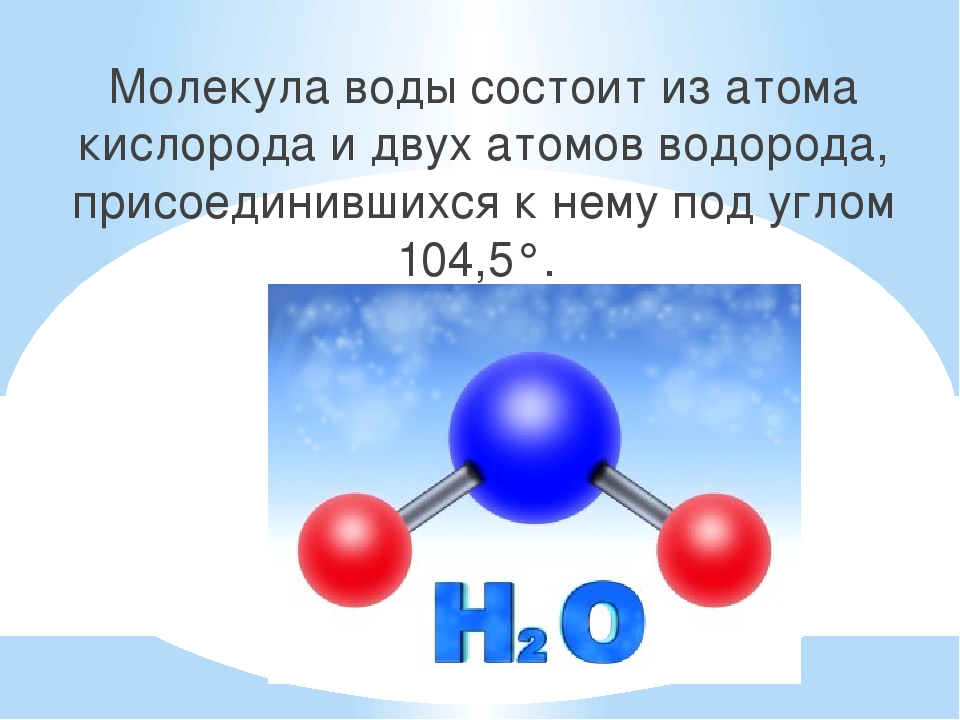 Молекула воды состоит из атома
кислорода и двух атомов водорода,
присоединившихся к нему под углом
104,5°.
H₂O